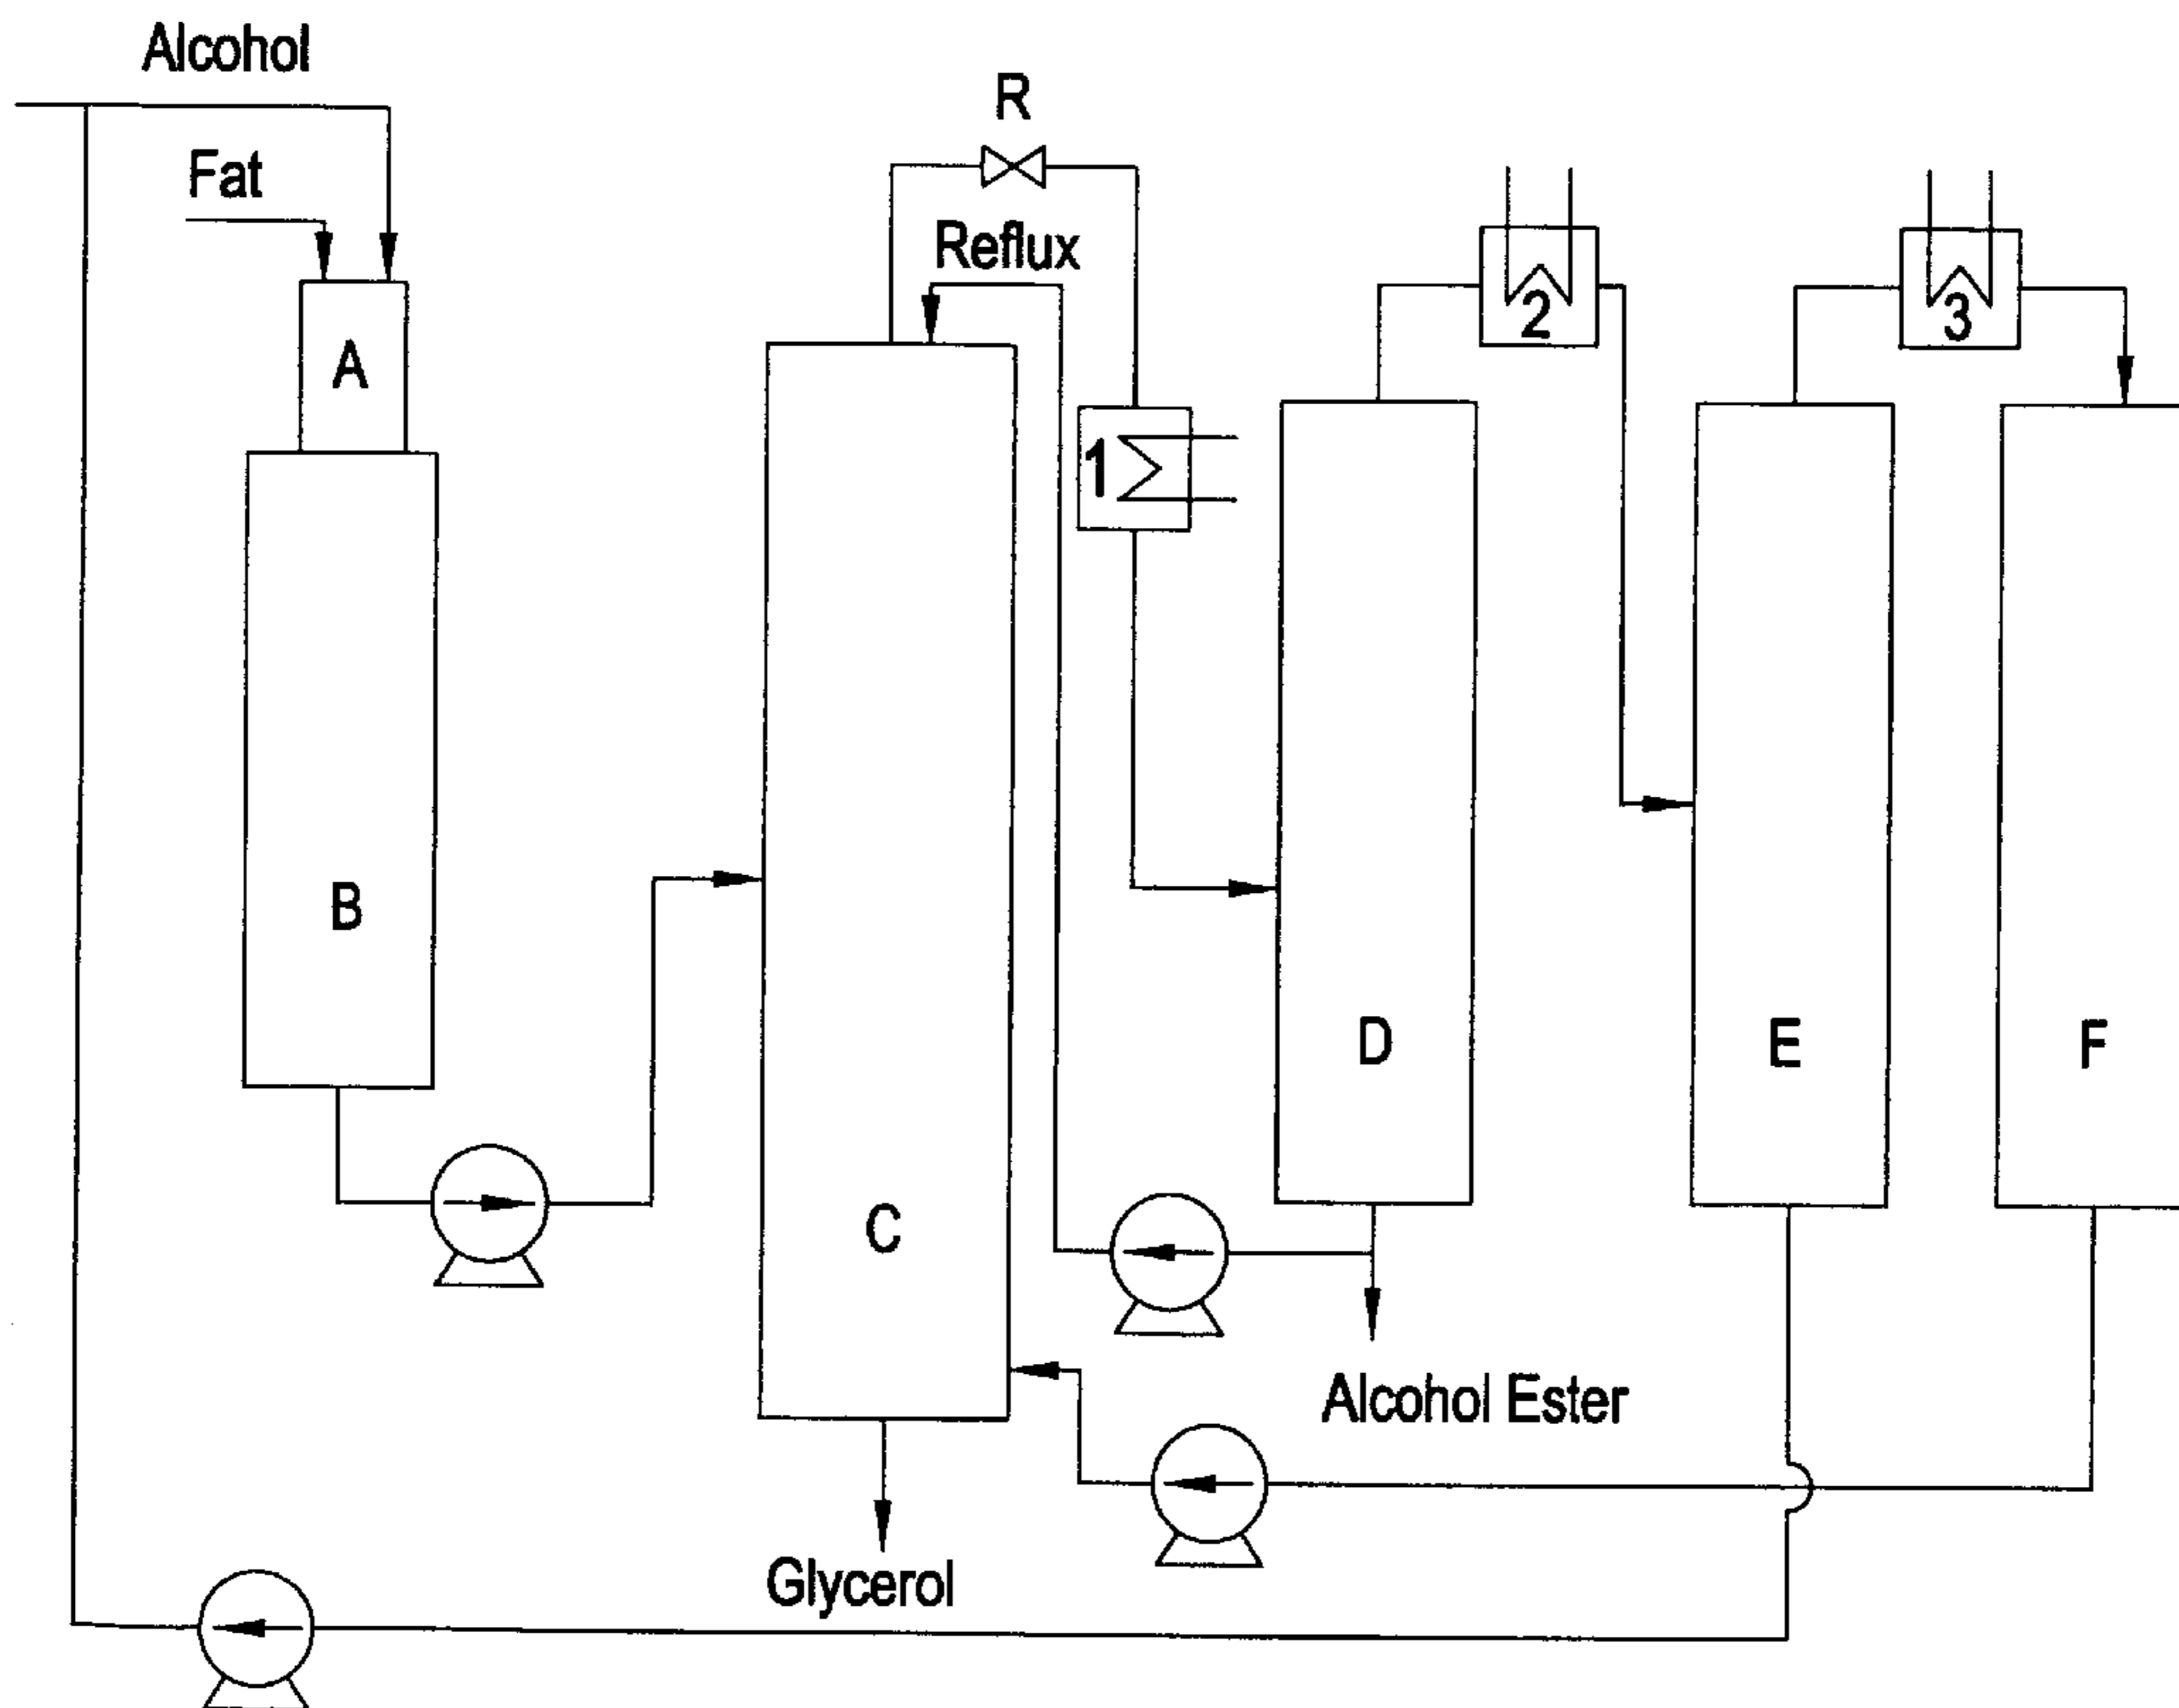 Alcohol
R
Fat
Reflux
2
3
A
1
B
D
E
F
C
Alcohol Ester
Glycerol